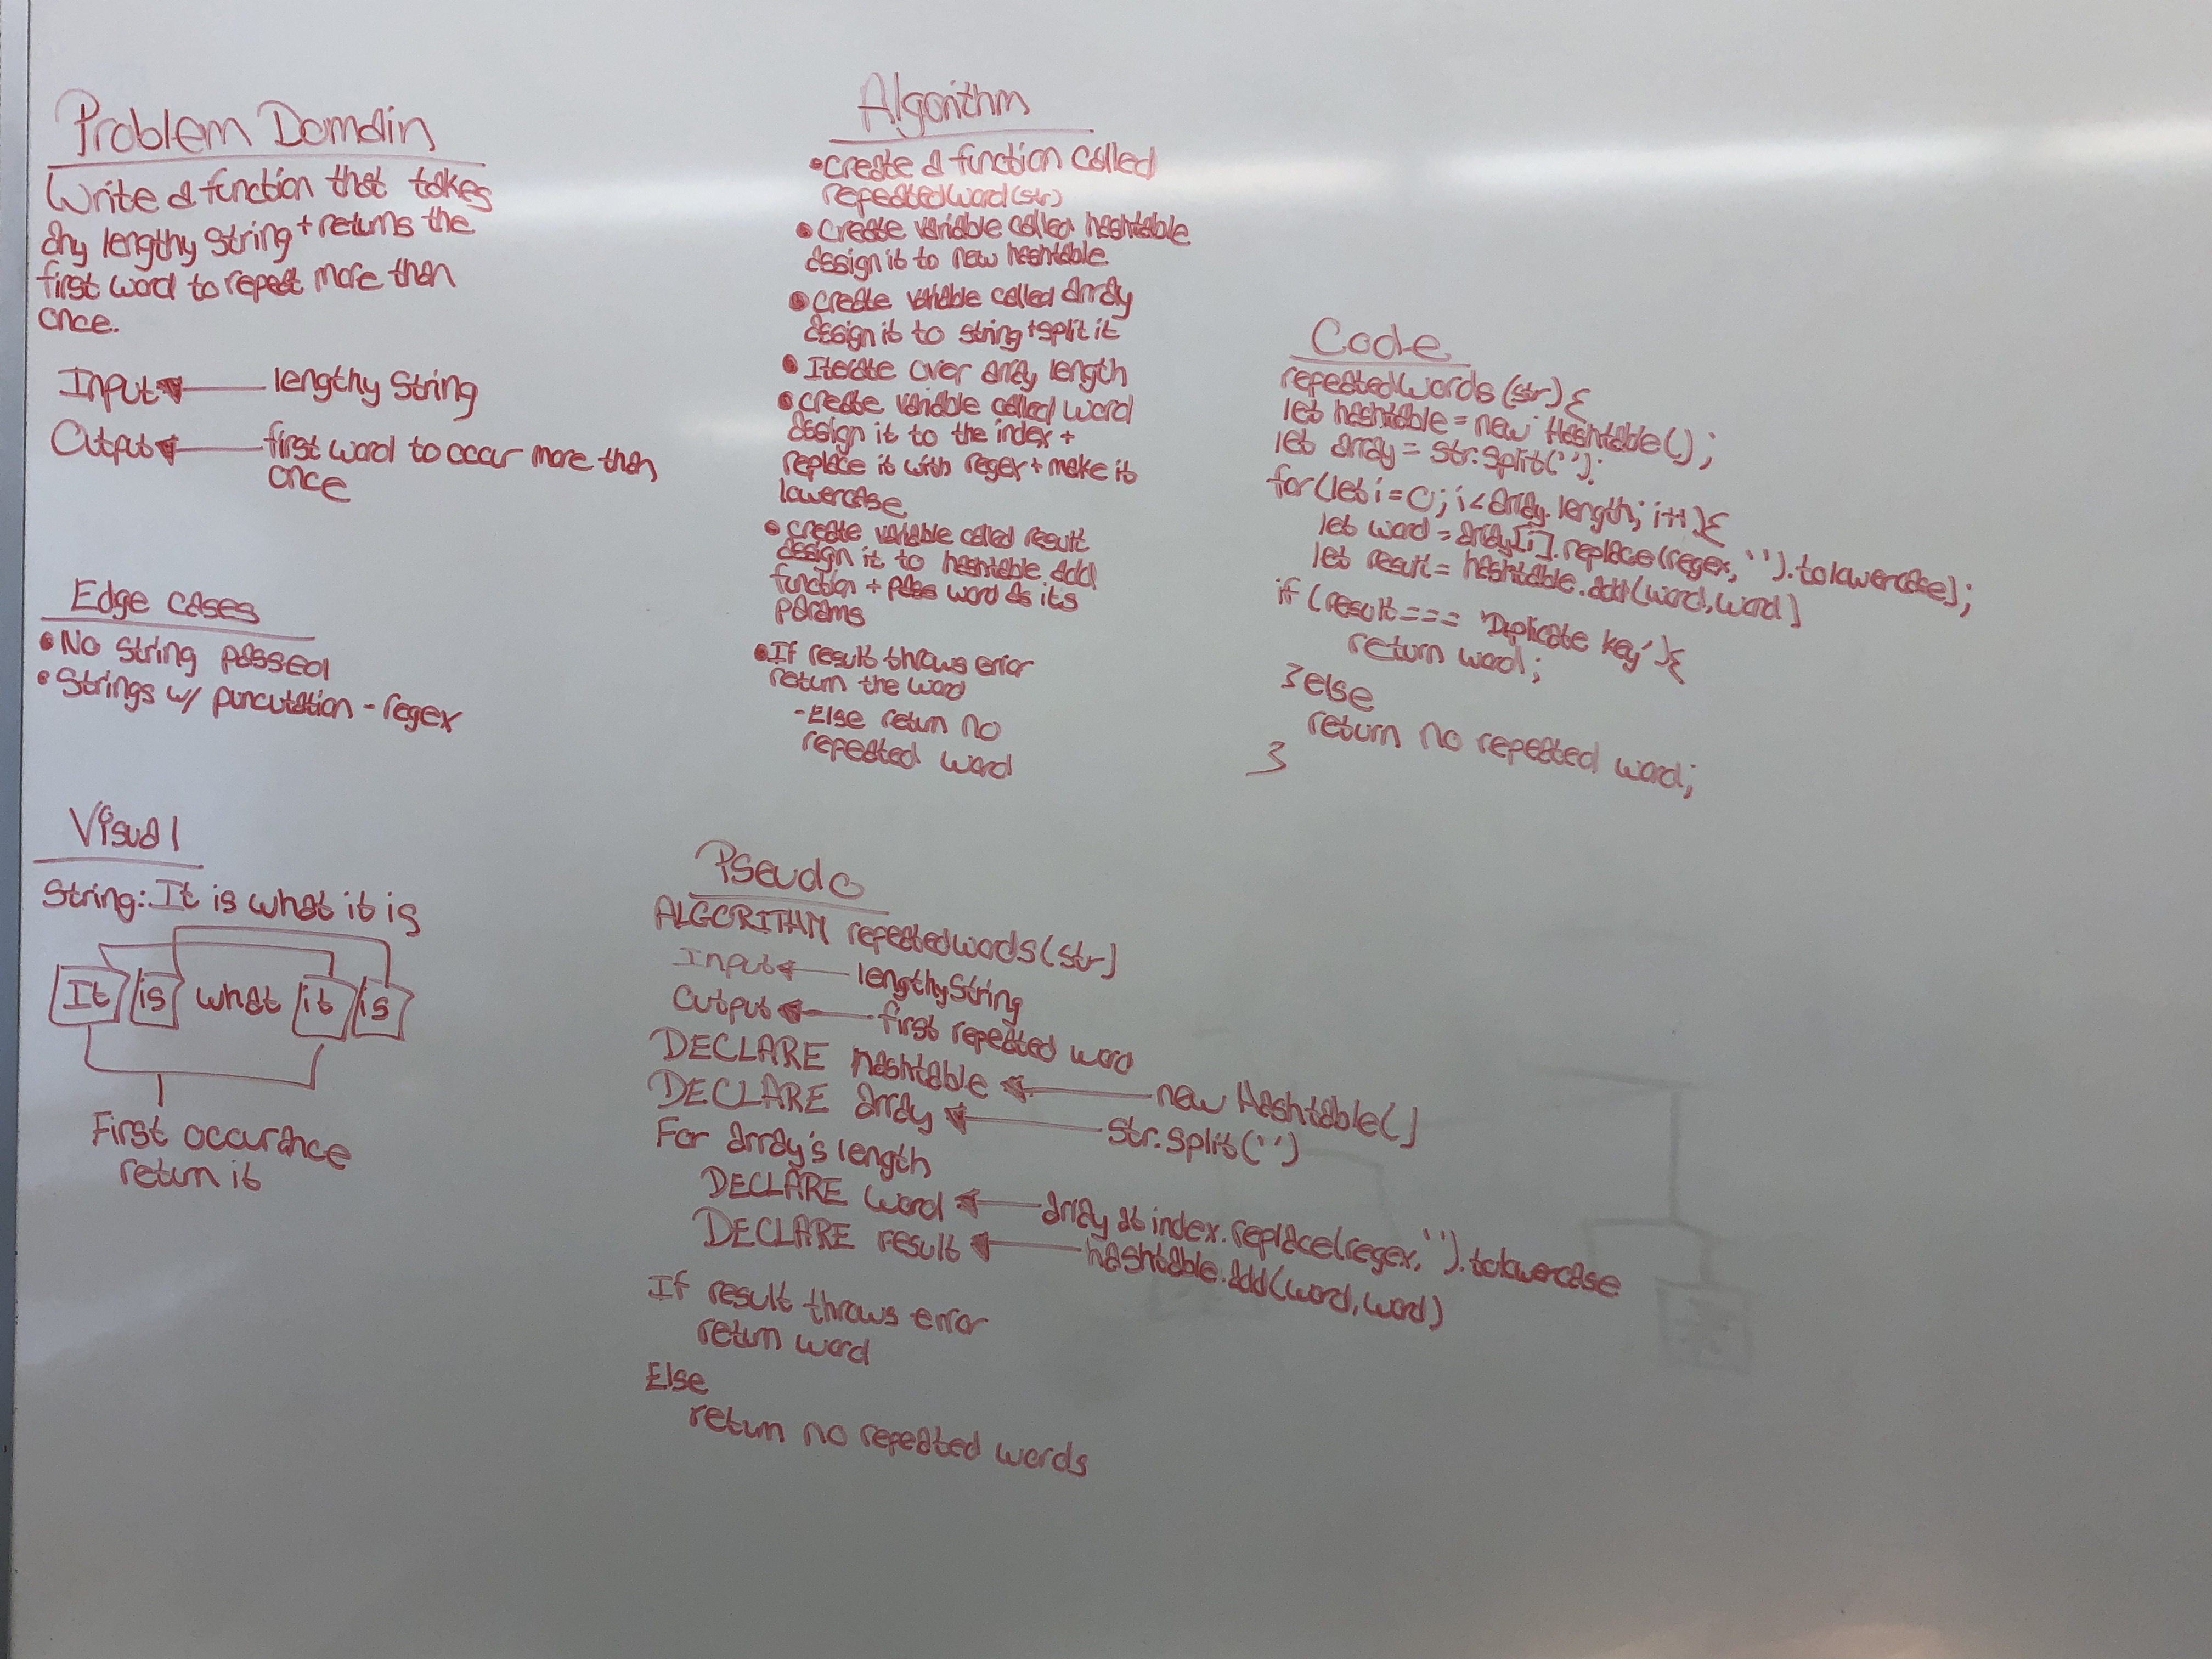 Problem Domain
Write a function that takes
any lengthy string + returns the
first word to repeat more than
once.
Input ← lengthy String
Output ← first word to occur more than
once
Edge cases
• No string passed
• Strings w/ puncutation - regex
Visual
String: It is what it is
It is what it is
First occurance
return it
Algorithm
• Create a function called
repeatedWord(str)
• Create variable called hashtable
assign it to new hashtable
• Create variable called array
assign it to string + split it
• Iterate over array length
• Create variable called word
assign it to the index +
replace it with regex + make it
lowercase
• Create variable called result
assign it to hashtable add
function + pass word as its
params
• If result throws error
return the word
- Else return no
repeated word
Code
repeatedWords(str){
let hashtable = new Hashtable();
let array = str.split('');
for(let i=0; i<array.length; i++){
let word = array[i].replace(regex, '').tolowercase);
let result = hashtable.add(word, word)
if (result === 'Duplicate key'){
return word;
}else
return no repeated word;
}
Pseudo
ALGORITHM repeatedwords(str)
Input ← lengthy String
Output ← first repeated word
DECLARE hashtable ← new Hashtable()
DECLARE array ← str.split('')
For array's length
DECLARE word ← array at index.replace(regex, '').tolowercase
DECLARE result ← hashtable.add(word, word)
If result throws error
return word
Else
return no repeated words